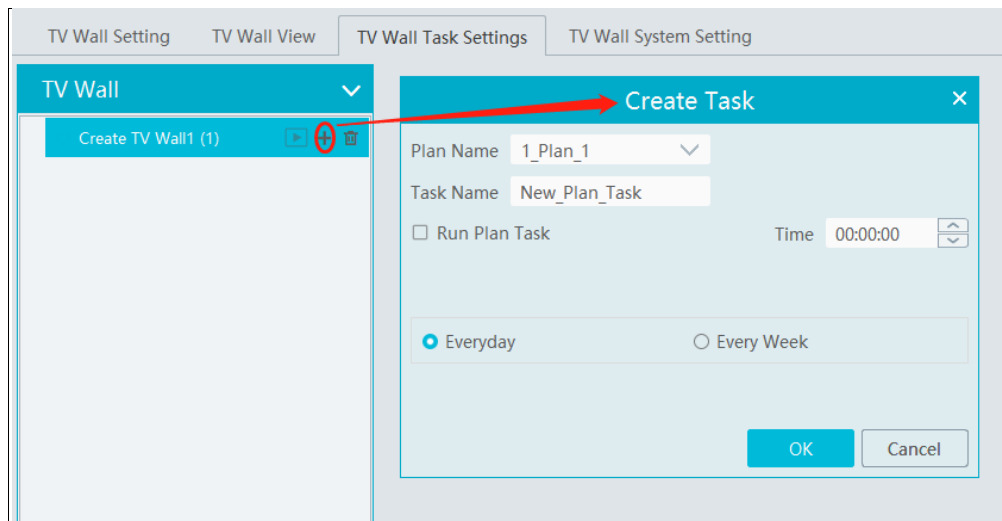 TV Wall Setting TV Wall View TV Wall Task Settings TV Wall System Setting
TV Wall
Create TV Wall1 (1)
Create Task
Plan Name 1_Plan_1
Task Name New_Plan_Task
Run Plan Task Time 00:00:00
Everyday Every Week
OK Cancel